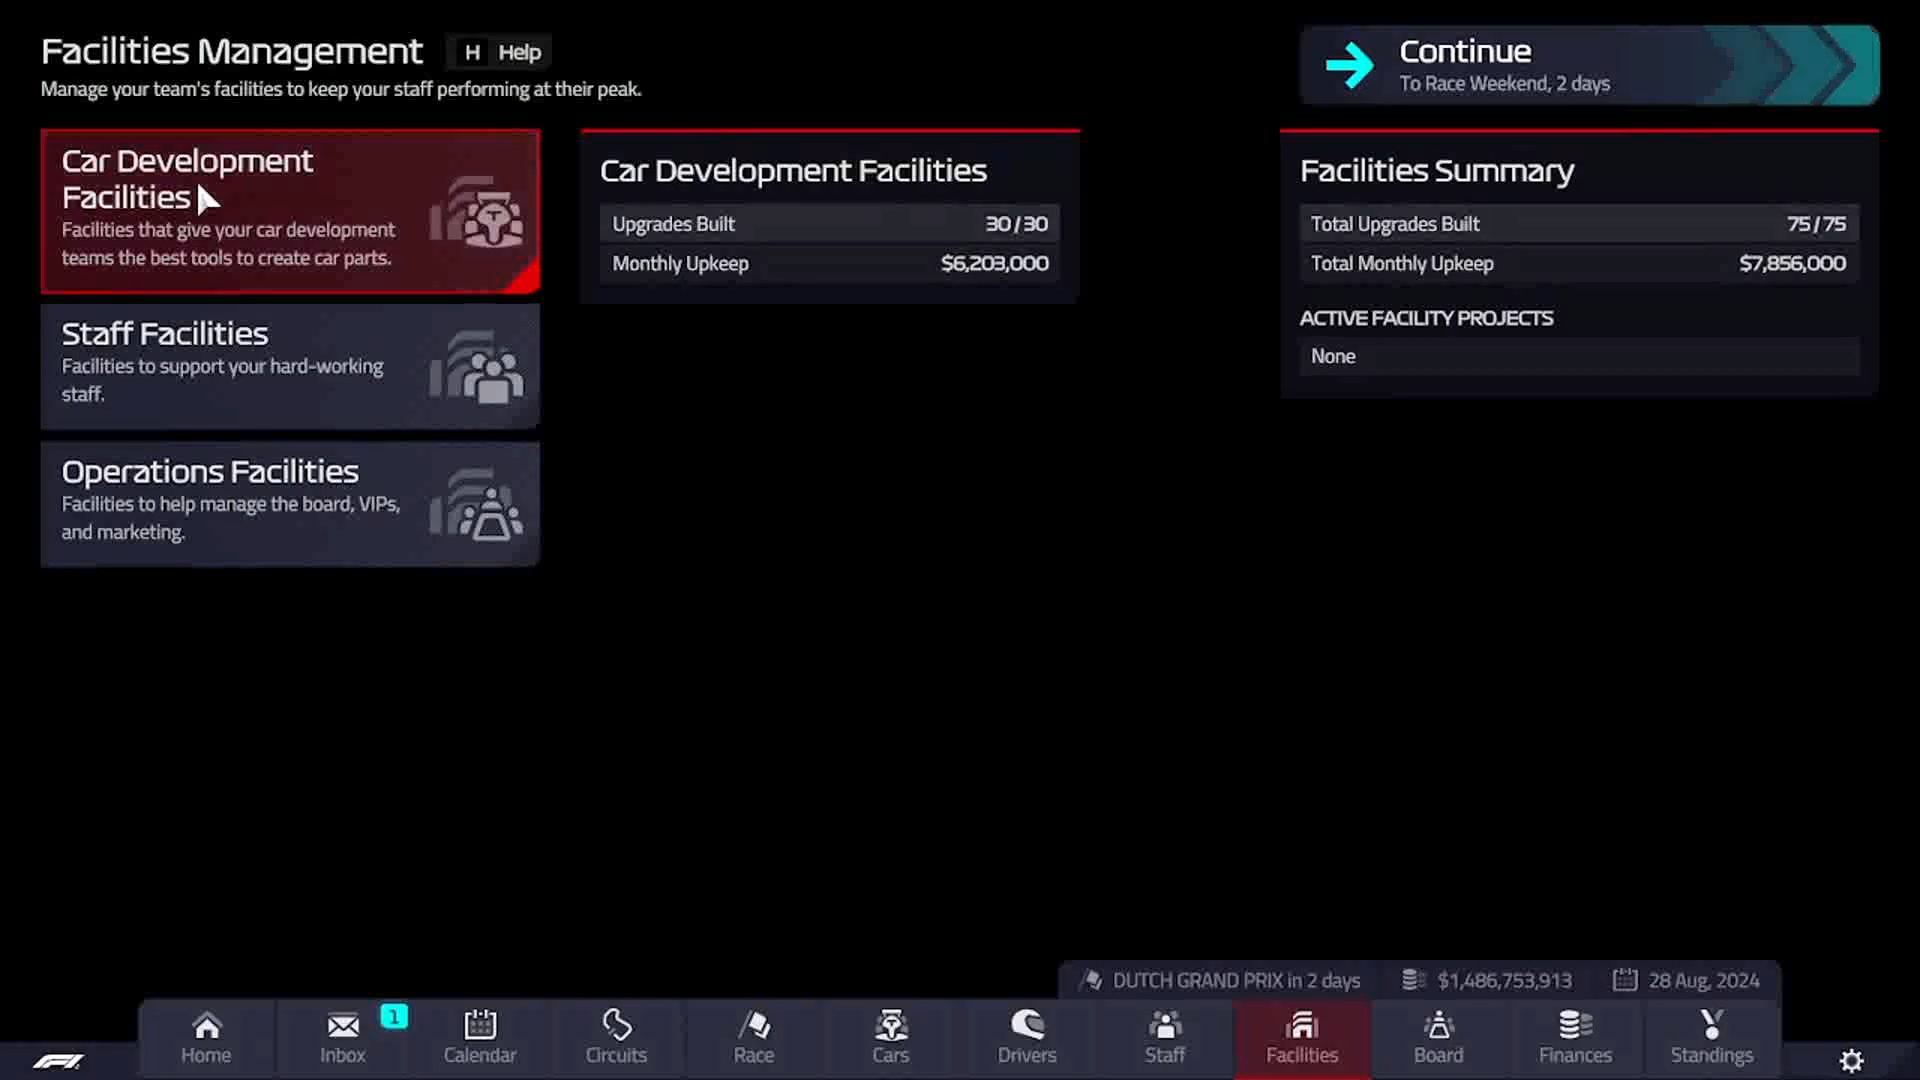 Facilities Management
H Help
Manage your team's facilities to keep your staff performing at their peak.
Continue
To Race Weekend, 2 days
Car Development
Facilities
Facilities that give your car development
teams the best tools to create car parts.
Staff Facilities
Facilities to support your hard-working
staff.
Operations Facilities
Facilities to help manage the board, VIPs,
and marketing.
Car Development Facilities
Upgrades Built 30/30
Monthly Upkeep $6,203,000
Facilities Summary
Total Upgrades Built 75/75
Total Monthly Upkeep $7,856,000
ACTIVE FACILITY PROJECTS
None
DUTCH GRAND PRIX in 2 days $1,486,753,913 28 Aug, 2024
1
Home Inbox Calendar Circuits Race Cars Drivers Staff Facilities Board Finances Standings
F1